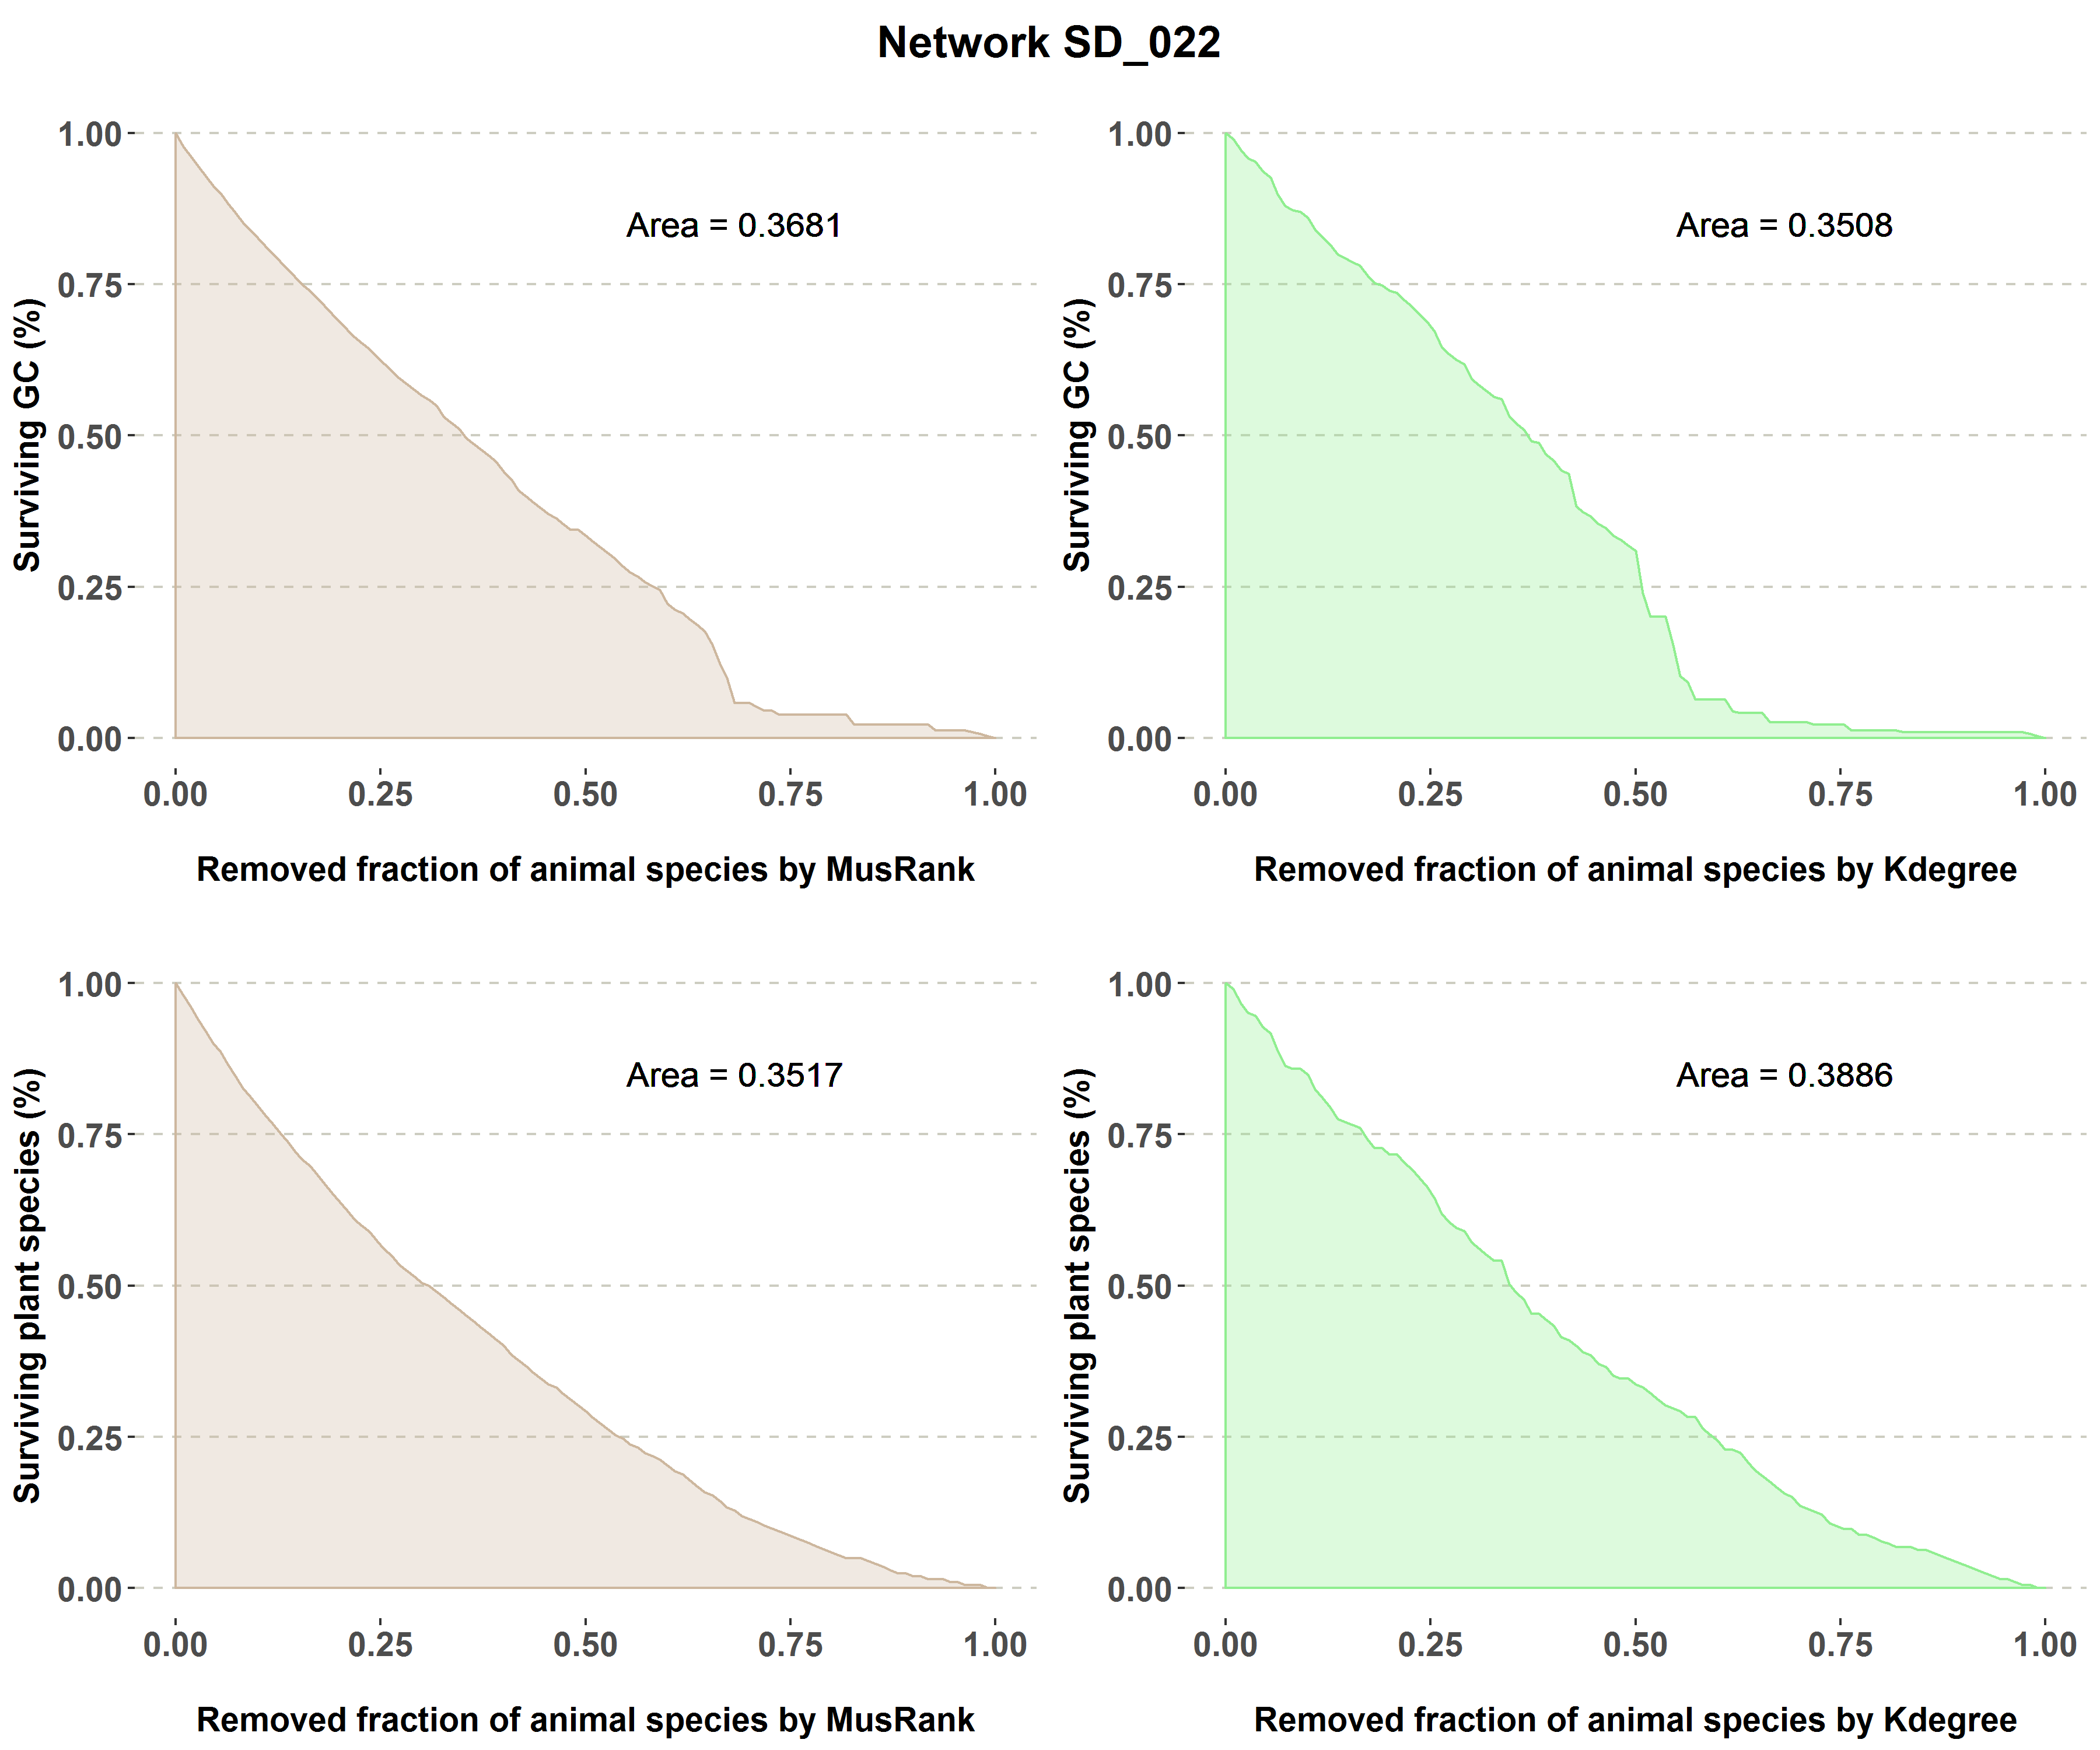 Network SD_022
Surviving GC (%)
1.00
0.75
0.50
0.25
0.00
Area = 0.3681
0.00 0.25 0.50 0.75 1.00
Removed fraction of animal species by MusRank
Surviving GC (%)
1.00
0.75
0.50
0.25
0.00
Area = 0.3508
0.00 0.25 0.50 0.75 1.00
Removed fraction of animal species by Kdegree
Surviving plant species (%)
1.00
0.75
0.50
0.25
0.00
Area = 0.3517
0.00 0.25 0.50 0.75 1.00
Removed fraction of animal species by MusRank
Surviving plant species (%)
1.00
0.75
0.50
0.25
0.00
Area = 0.3886
0.00 0.25 0.50 0.75 1.00
Removed fraction of animal species by Kdegree